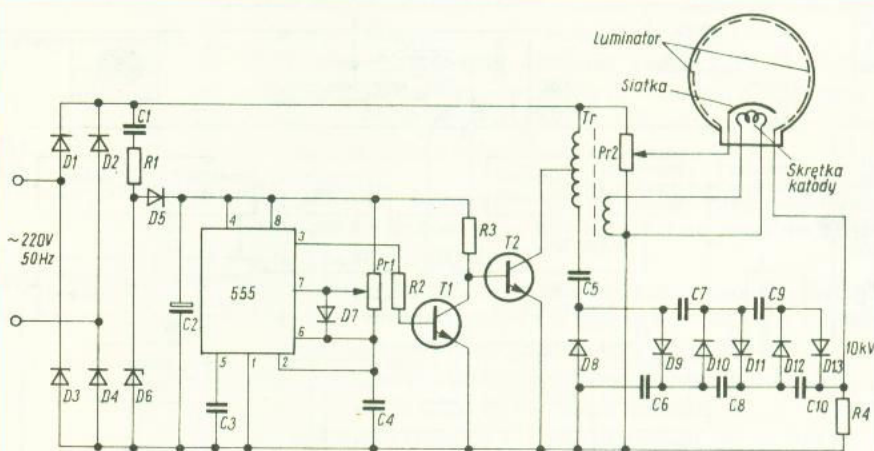 Luminator
Siatka
Skrętka
katody
Tr
Pr2
C1
D1
D2
R1
D5
~220V
50Hz
4
8
3
R3
T2
555
7
Pr1
R2
T1
D7
6
C2
5
1
2
C5
C7
C9
D8
D9
D10
D11
D12
D13
10kV
D3
D4
D6
C3
C4
C6
C8
C10
R4